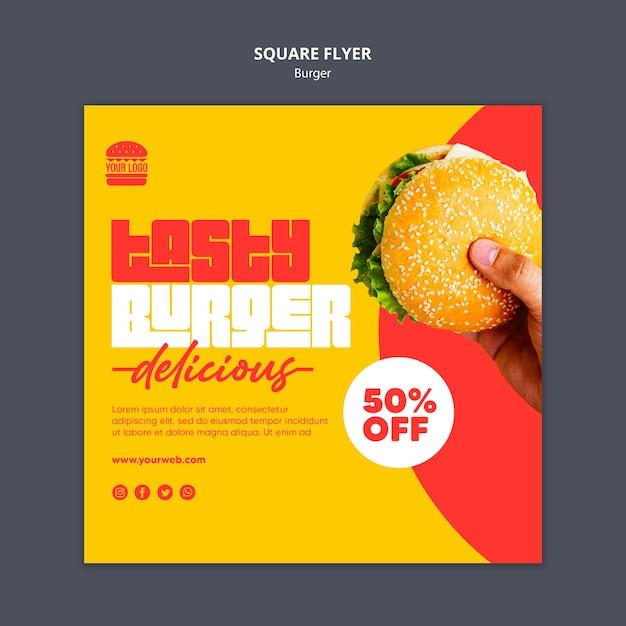 SQUARE FLYER
Burger
YOUR LOGO
tasty
BURGER
delicious
Lorem ipsum dolor sit amet, consectetur
adipiscing elit, sed do eiusmod tempor incididunt
ut labore et dolore magna aliqua. Ut enim ad
www.yourweb.com
50%
OFF